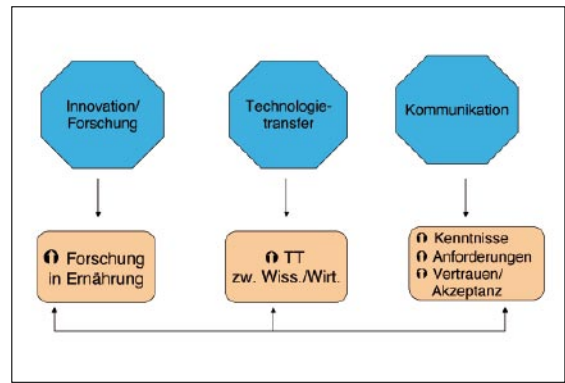 Innovation/
Forschung
Technologie-
transfer
Kommunikation
Forschung
in Ernährung
TT
zw. Wiss./Wirt.
Kenntnisse
Anforderungen
Vertrauen/
Akzeptanz